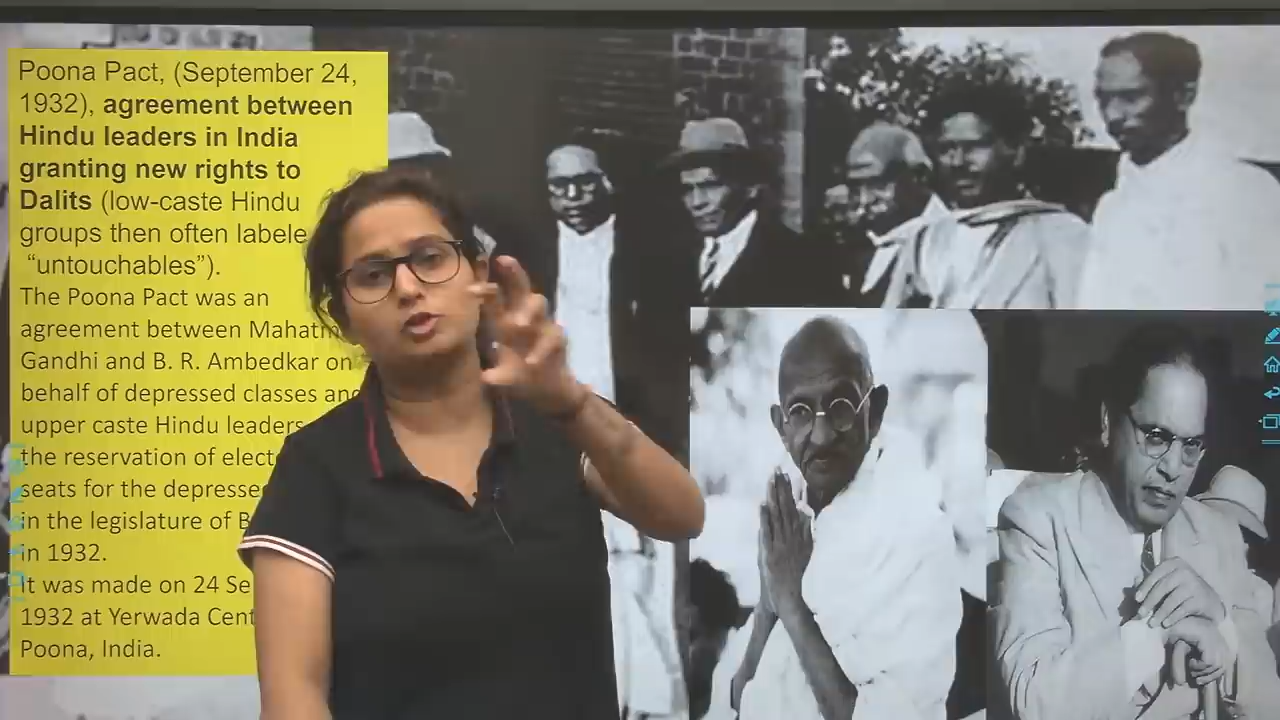 Poona Pact, (September 24,
1932), agreement between
Hindu leaders in India
granting new rights to
Dalits (low-caste Hindu
groups then often labele
“untouchables”).
The Poona Pact was an
agreement between Mahatm
Gandhi and B. R. Ambedkar on
behalf of depressed classes and
upper caste Hindu leaders
the reservation of elect
seats for the depresse
in the legislature of B
in 1932.
It was made on 24 Se
1932 at Yerwada Cent
Poona, India.